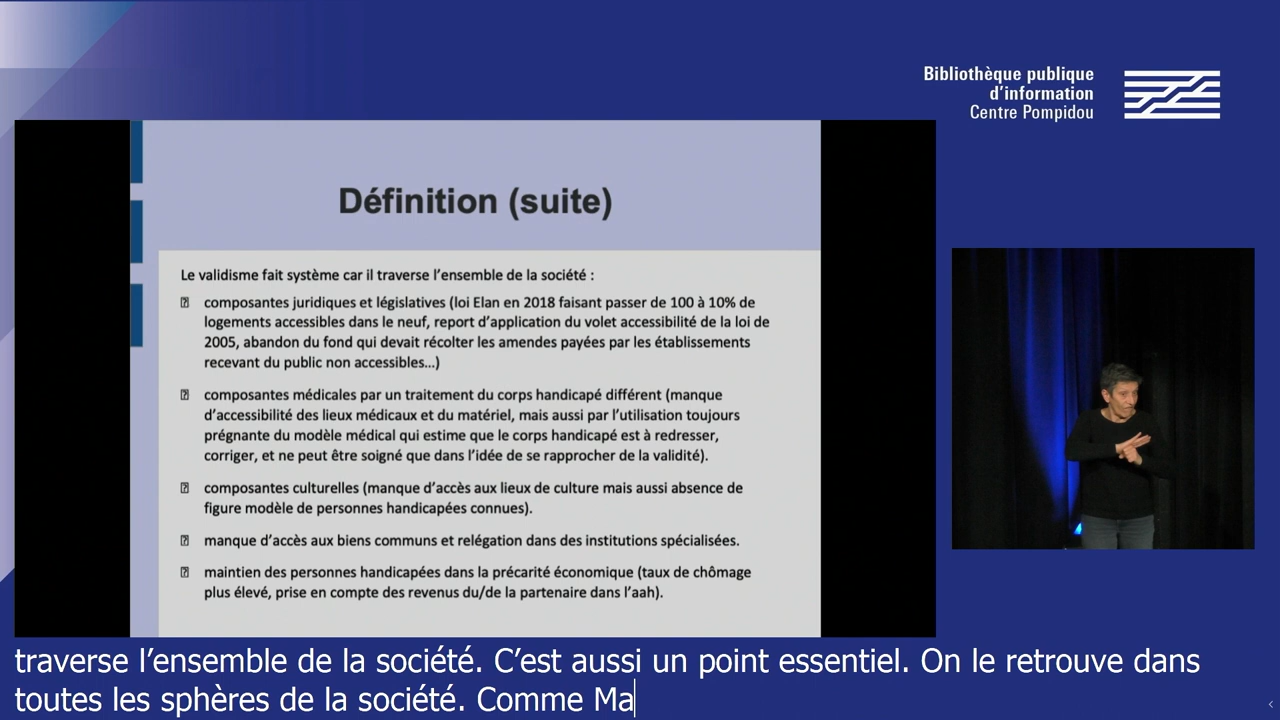 Bibliothèque publique
d'information
Centre Pompidou
Définition (suite)
Le validisme fait système car il traverse l'ensemble de la société :
composantes juridiques et législatives (loi Elan en 2018 faisant passer de 100 à 10% de
logements accessibles dans le neuf, report d'application du volet accessibilité de la loi de
2005, abandon du fond qui devait récolter les amendes payées par les établissements
recevant du public non accessibles...)
composantes médicales par un traitement du corps handicapé différent (manque
d'accessibilité des lieux médicaux et du matériel, mais aussi par l'utilisation toujours
prégnante du modèle médical qui estime que le corps handicapé est à redresser,
corriger, et ne peut être soigné que dans l'idée de se rapprocher de la validité).
composantes culturelles (manque d'accès aux lieux de culture mais aussi absence de
figure modèle de personnes handicapées connues).
manque d'accès aux biens communs et relégation dans des institutions spécialisées.
maintien des personnes handicapées dans la précarité économique (taux de chômage
plus élevé, prise en compte des revenus du/de la partenaire dans l'aah).
traverse l'ensemble de la société. C'est aussi un point essentiel. On le retrouve dans
toutes les sphères de la société. Comme Ma